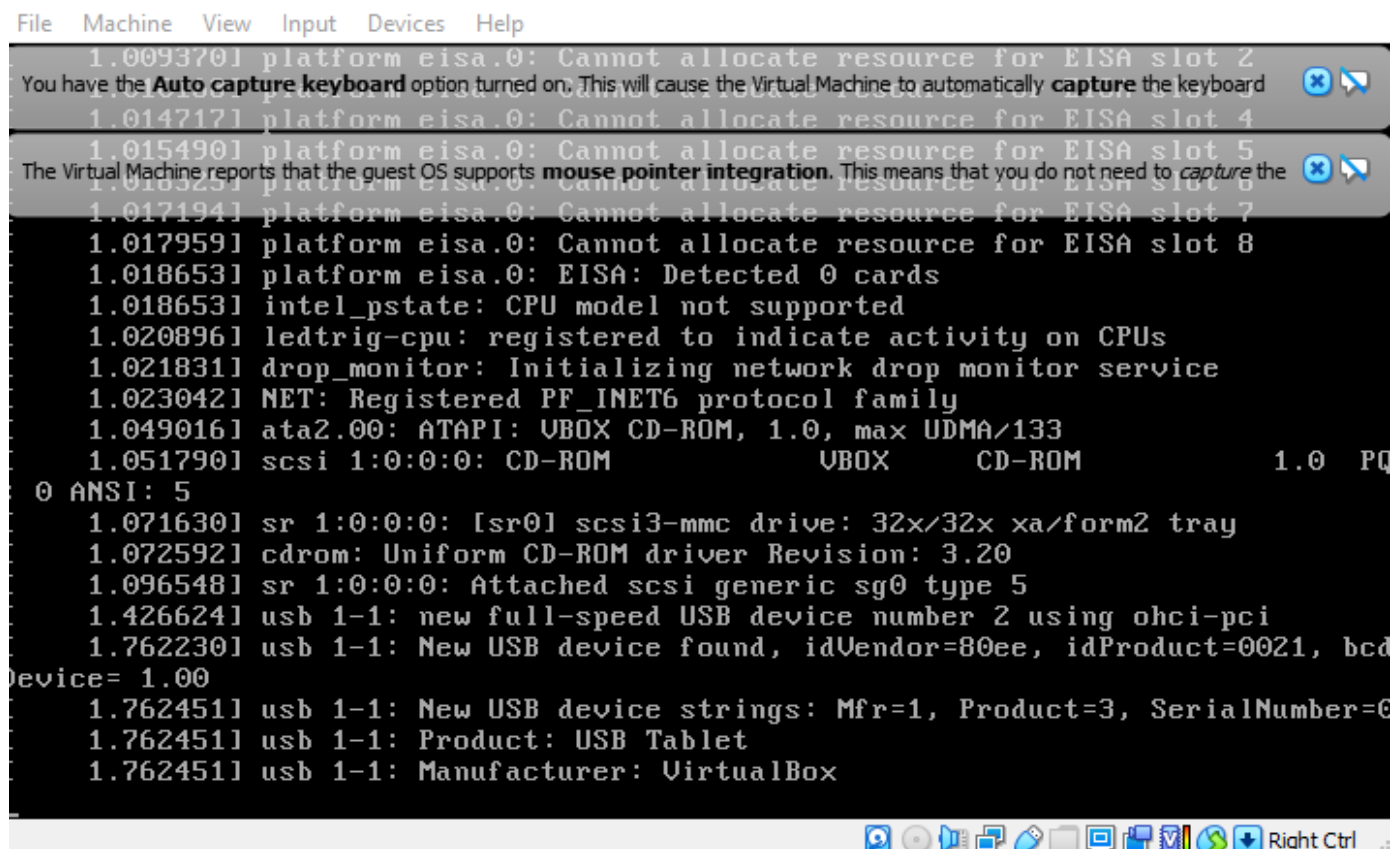 File Machine View Input Devices Help
1.009370] platform eisa.0: Cannot allocate resource for EISA slot 2
You have the Auto capture keyboard option turned on. This will cause the Virtual Machine to automatically capture the keyboard
1.014717] platform eisa.0: Cannot allocate resource for EISA slot 4
1.015490] platform eisa.0: Cannot allocate resource for EISA slot 5
The Virtual Machine reports that the guest OS supports mouse pointer integration. This means that you do not need to capture the
1.017194] platform eisa.0: Cannot allocate resource for EISA slot 7
[ 1.017959] platform eisa.0: Cannot allocate resource for EISA slot 8
[ 1.018653] platform eisa.0: EISA: Detected 0 cards
[ 1.018653] intel_pstate: CPU model not supported
[ 1.020896] ledtrig-cpu: registered to indicate activity on CPUs
[ 1.021831] drop_monitor: Initializing network drop monitor service
[ 1.023042] NET: Registered PF_INET6 protocol family
[ 1.049016] ata2.00: ATAPI: VBOX CD-ROM, 1.0, max UDMA/133
[ 1.051790] scsi 1:0:0:0: CD-ROM VBOX CD-ROM 1.0 PQ
: 0 ANSI: 5
[ 1.071630] sr 1:0:0:0: [sr0] scsi3-mmc drive: 32x/32x xa/form2 tray
[ 1.072592] cdrom: Uniform CD-ROM driver Revision: 3.20
[ 1.096548] sr 1:0:0:0: Attached scsi generic sg0 type 5
[ 1.426624] usb 1-1: new full-speed USB device number 2 using ohci-pci
[ 1.762230] usb 1-1: New USB device found, idVendor=80ee, idProduct=0021, bcd
Device= 1.00
[ 1.762451] usb 1-1: New USB device strings: Mfr=1, Product=3, SerialNumber=0
[ 1.762451] usb 1-1: Product: USB Tablet
[ 1.762451] usb 1-1: Manufacturer: VirtualBox
Right Ctrl